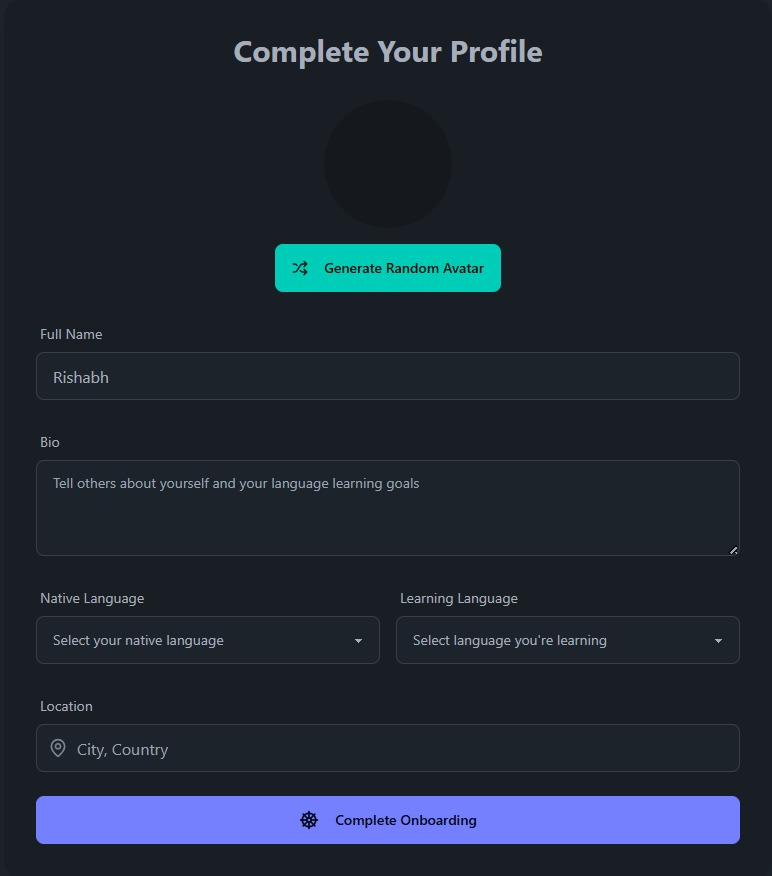 Complete Your Profile
Generate Random Avatar
Full Name
Rishabh
Bio
Tell others about yourself and your language learning goals
Native Language
Learning Language
Select your native language
Select language you're learning
Location
City, Country
Complete Onboarding